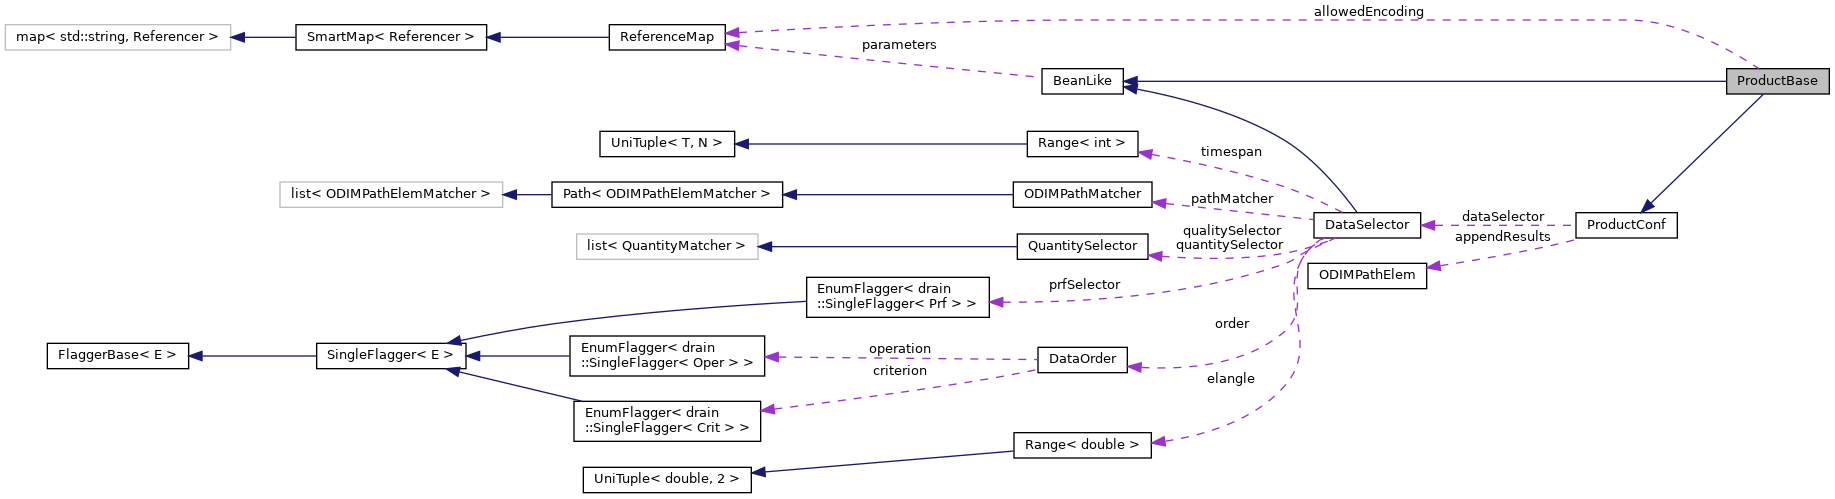 allowedEncoding
map< std::string, Referencer >
SmartMap< Referencer >
ReferenceMap
parameters
BeanLike
ProductBase
UniTuple< T, N >
Range< int >
timespan
list< ODIMPathElemMatcher >
Path< ODIMPathElemMatcher >
ODIMPathMatcher
pathMatcher
DataSelector
dataSelector
ProductConf
appendResults
qualitySelector
quantitySelector
list< QuantityMatcher >
QuantitySelector
ODIMPathElem
EnumFlagger< drain
::SingleFlagger< Prf > >
prfSelector
order
FlaggerBase< E >
SingleFlagger< E >
EnumFlagger< drain
::SingleFlagger< Oper > >
operation
criterion
DataOrder
elangle
EnumFlagger< drain
::SingleFlagger< Crit > >
Range< double >
UniTuple< double, 2 >